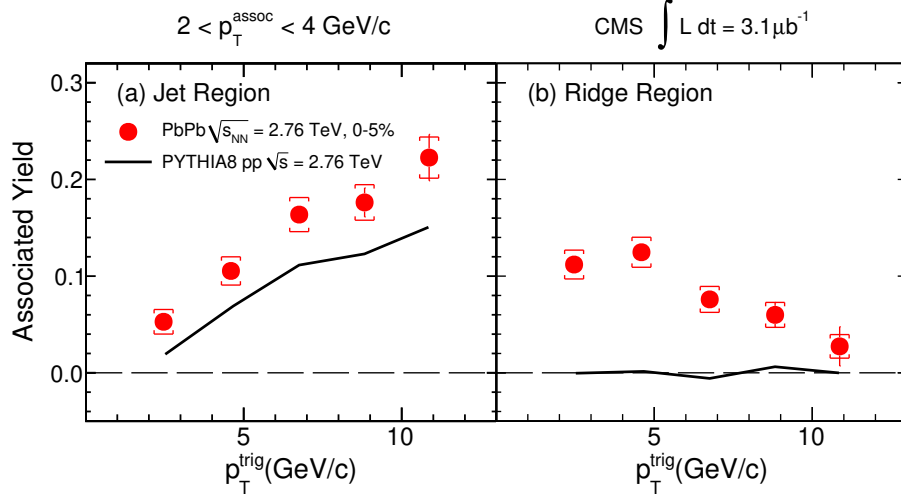 2 < p_T^assoc < 4 GeV/c
CMS ∫ L dt = 3.1μb⁻¹
Associated Yield
0.3
0.2
0.1
0.0
(a) Jet Region
PbPb √s_NN = 2.76 TeV, 0-5%
PYTHIA8 pp √s = 2.76 TeV
5 10
p_T^trig(GeV/c)
(b) Ridge Region
5 10
p_T^trig(GeV/c)